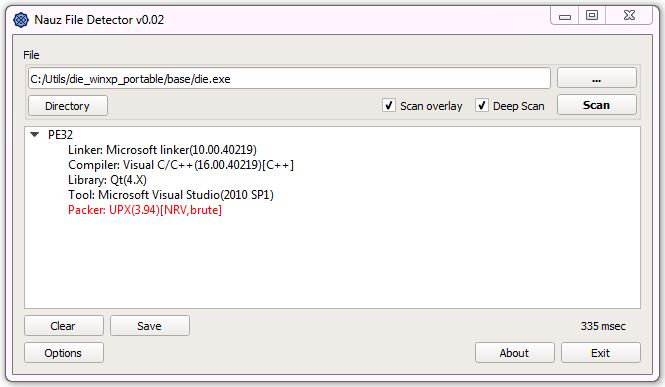 Nauz File Detector v0.02
File
C:/Utils/die_winxp_portable/base/die.exe
...
Directory
Scan overlay
Deep Scan
Scan
PE32
Linker: Microsoft linker(10.00.40219)
Compiler: Visual C/C++(16.00.40219)[C++]
Library: Qt(4.X)
Tool: Microsoft Visual Studio(2010 SP1)
Packer: UPX(3.94)[NRV,brute]
Clear
Save
335 msec
Options
About
Exit